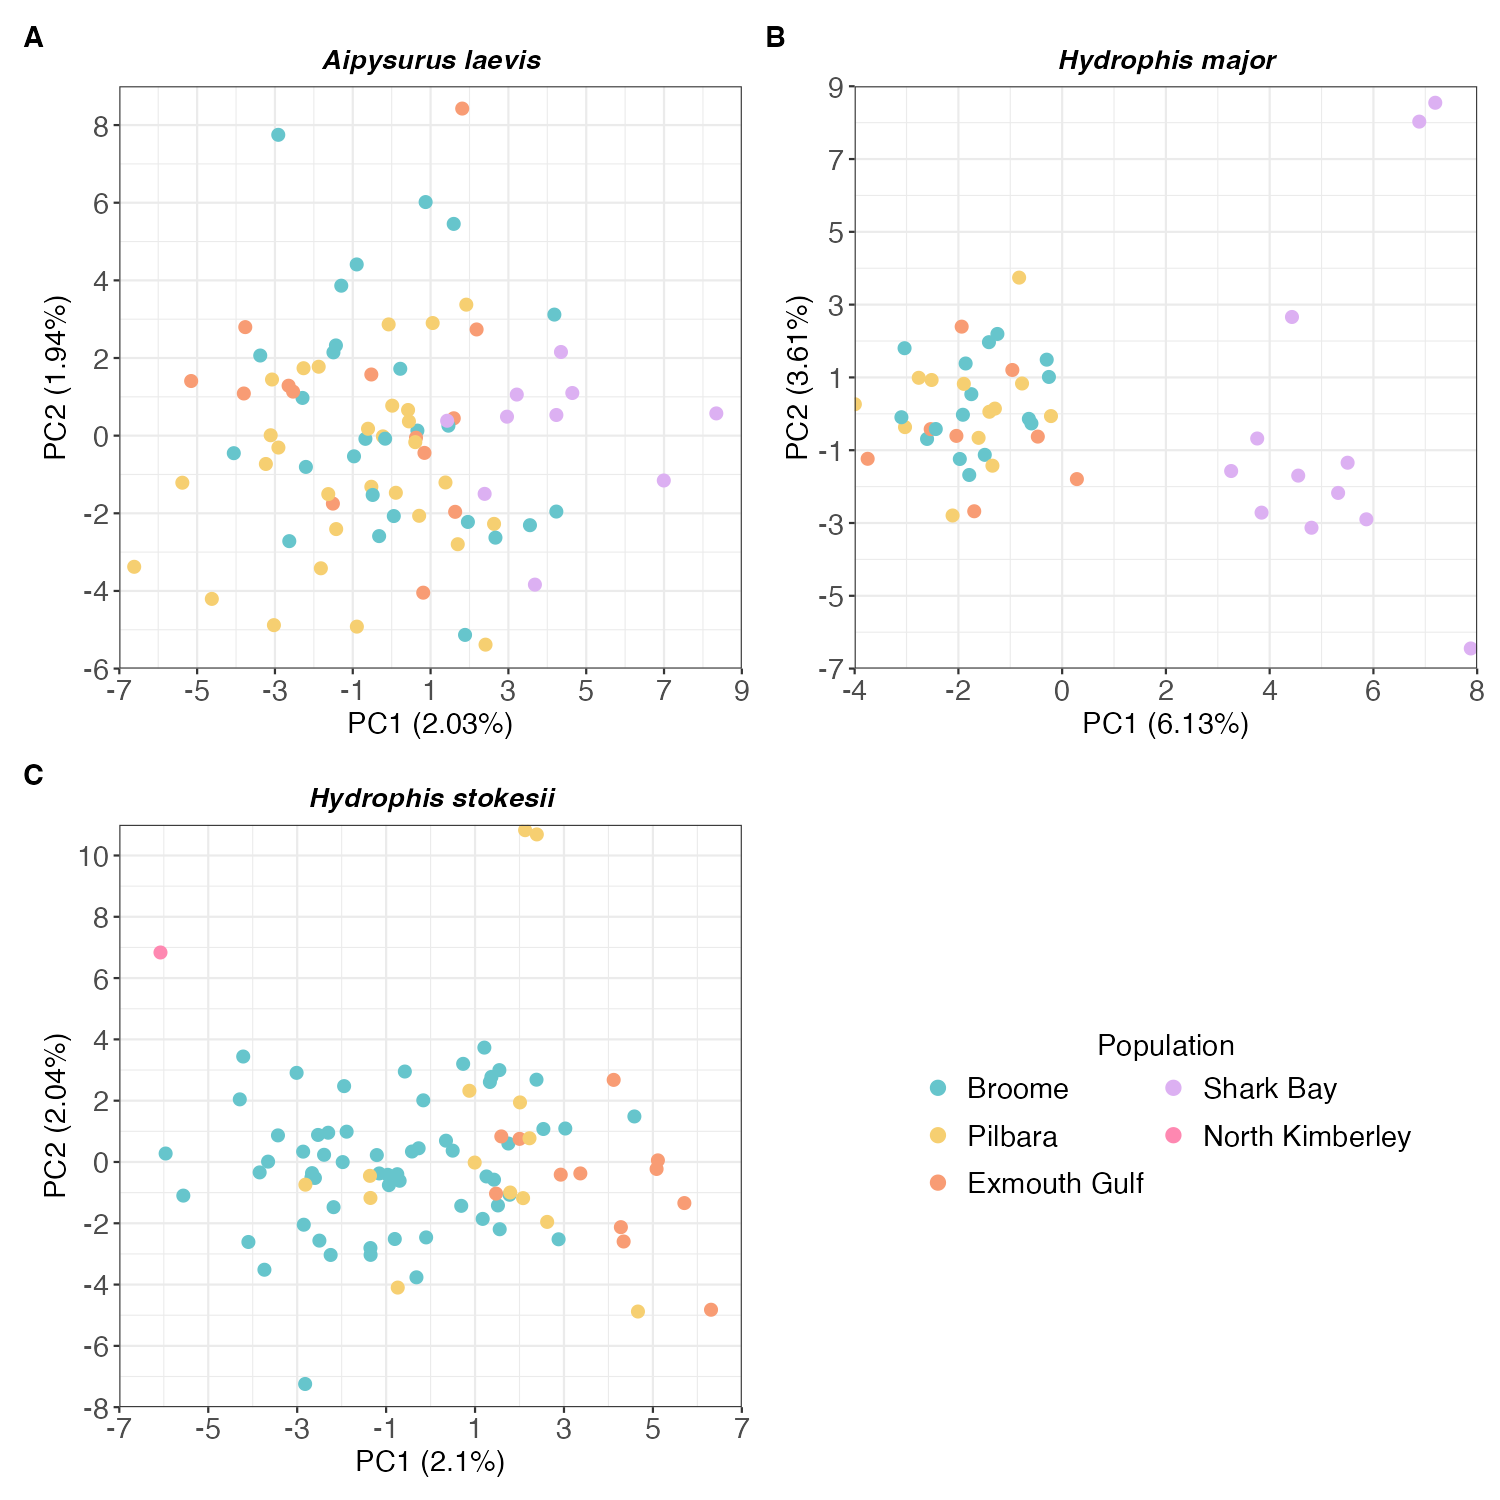 A
Aipysurus laevis
8
6
4
2
0
-2
-4
-6
-7 -5 -3 -1 1 3 5 7 9
PC1 (2.03%)
PC2 (1.94%)
B
Hydrophis major
9
7
5
3
1
-1
-3
-5
-7
-4 -2 0 2 4 6 8
PC1 (6.13%)
PC2 (3.61%)
C
Hydrophis stokesii
10
8
6
4
2
0
-2
-4
-6
-8
-7 -5 -3 -1 1 3 5 7
PC1 (2.1%)
PC2 (2.04%)
Population
Broome
Pilbara
Exmouth Gulf
Shark Bay
North Kimberley